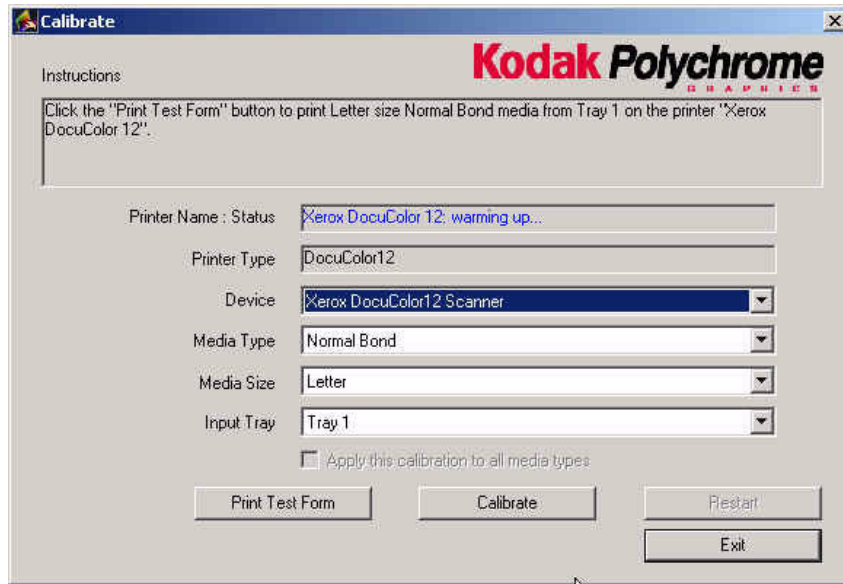 Calibrate
Kodak Polychrome
GRAPHICS
Instructions
Click the "Print Test Form" button to print Letter size Normal Bond media from Tray 1 on the printer "Xerox
DocuColor 12".
Printer Name : Status Xerox DocuColor 12: warming up...
Printer Type DocuColor12
Device Xerox DocuColor12 Scanner
Media Type Normal Bond
Media Size Letter
Input Tray Tray 1
Apply this calibration to all media types
Print Test Form Calibrate Restart
Exit